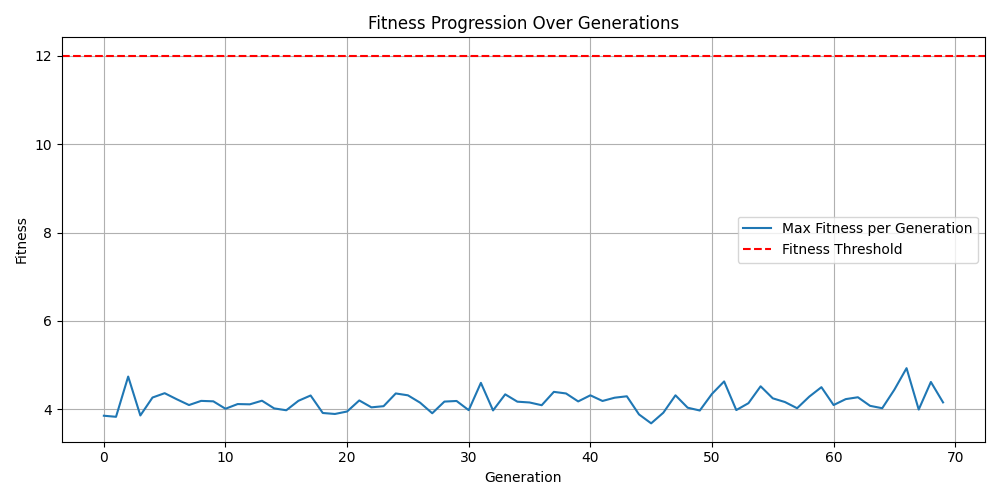 Fitness Progression Over Generations
Fitness
12
10
8
6
4
Max Fitness per Generation
Fitness Threshold
0 10 20 30 40 50 60 70
Generation